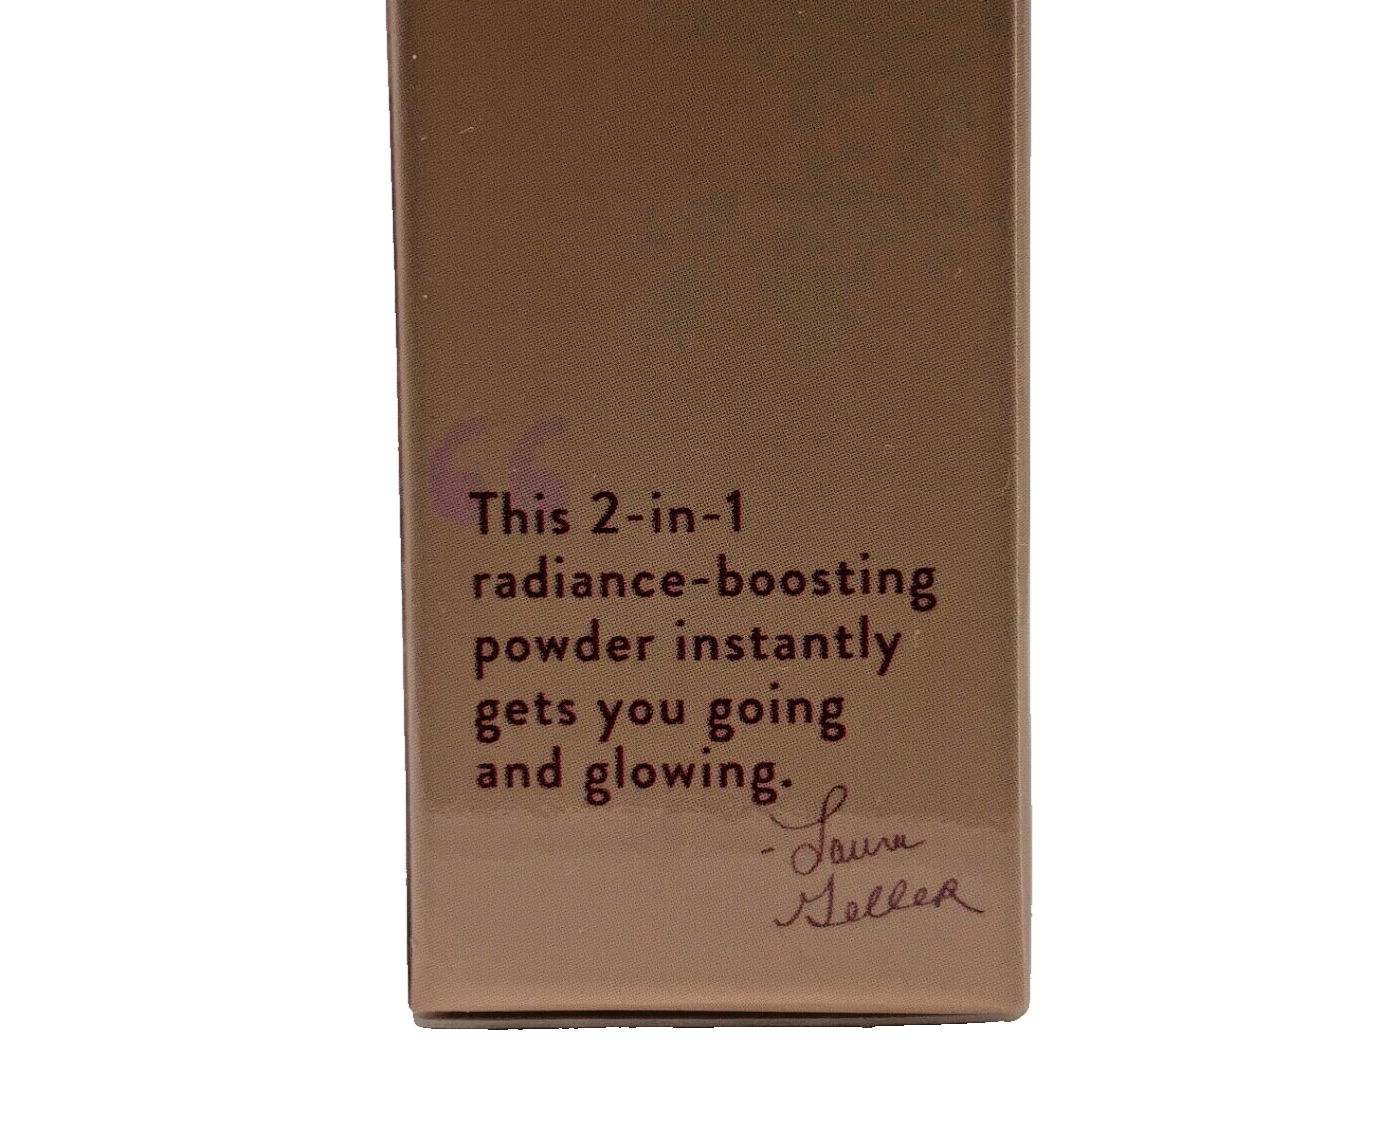 “This 2-in-1
radiance-boosting
powder instantly
gets you going
and glowing.
- Laura
Geller